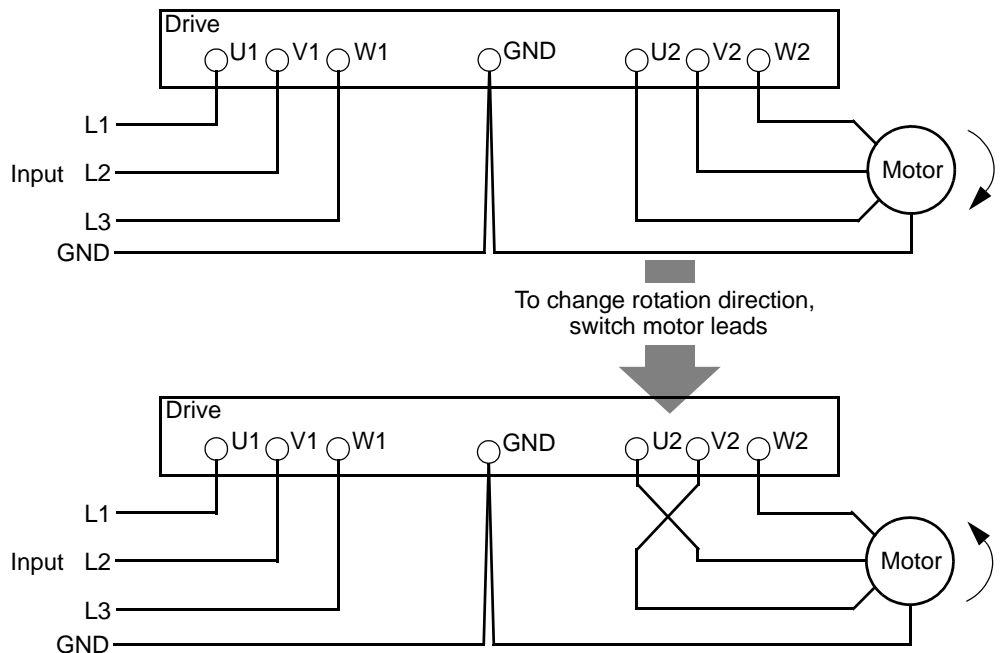 Drive
U1 V1 W1 GND U2 V2 W2
L1
Input L2 Motor
L3
GND
To change rotation direction,
switch motor leads
Drive
U1 V1 W1 GND U2 V2 W2
L1
Input L2 Motor
L3
GND